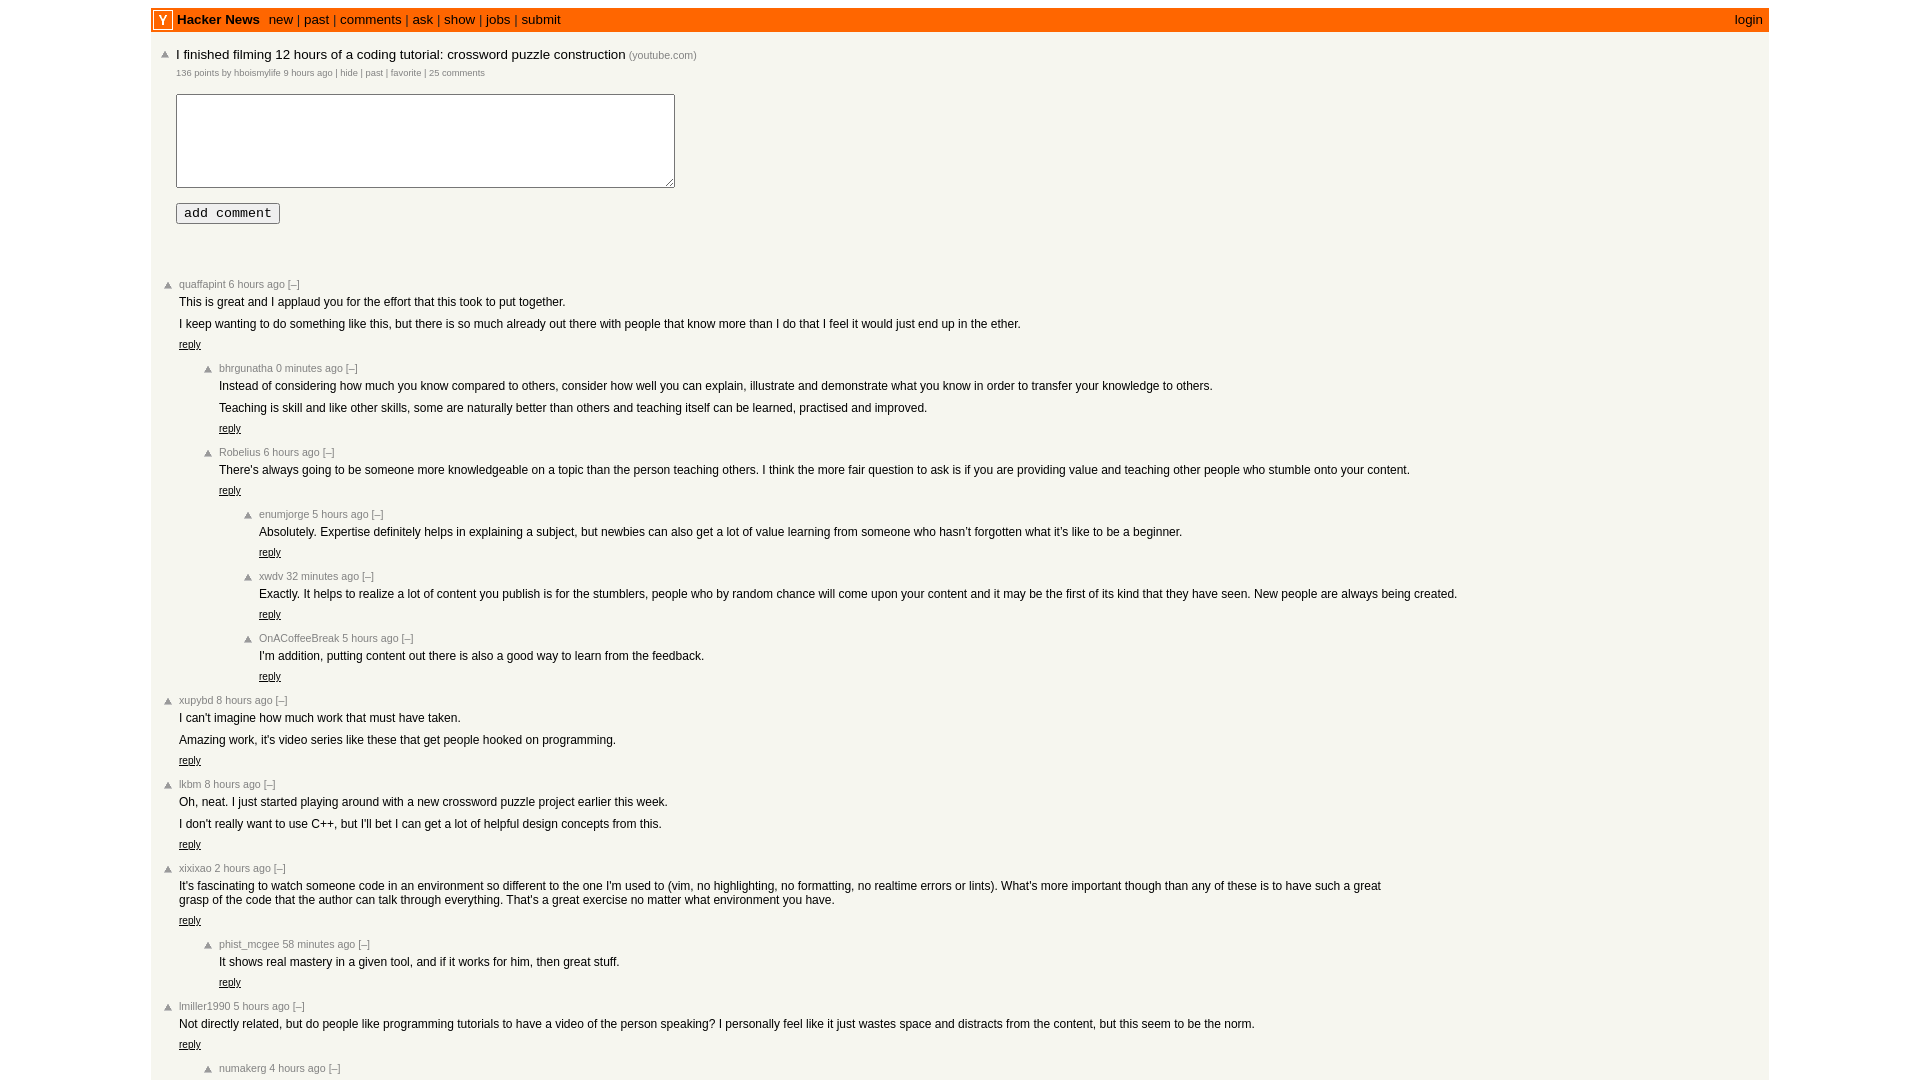 Y Hacker News new | past | comments | ask | show | jobs | submit login
I finished filming 12 hours of a coding tutorial: crossword puzzle construction (youtube.com)
136 points by hboismylife 9 hours ago | hide | past | favorite | 25 comments
add comment
quaffapint 6 hours ago [–]
This is great and I applaud you for the effort that this took to put together.
I keep wanting to do something like this, but there is so much already out there with people that know more than I do that I feel it would just end up in the ether.
reply
bhrgunatha 0 minutes ago [–]
Instead of considering how much you know compared to others, consider how well you can explain, illustrate and demonstrate what you know in order to transfer your knowledge to others.
Teaching is skill and like other skills, some are naturally better than others and teaching itself can be learned, practised and improved.
reply
Robelius 6 hours ago [–]
There's always going to be someone more knowledgeable on a topic than the person teaching others. I think the more fair question to ask is if you are providing value and teaching other people who stumble onto your content.
reply
enumjorge 5 hours ago [–]
Absolutely. Expertise definitely helps in explaining a subject, but newbies can also get a lot of value learning from someone who hasn’t forgotten what it’s like to be a beginner.
reply
xwdv 32 minutes ago [–]
Exactly. It helps to realize a lot of content you publish is for the stumblers, people who by random chance will come upon your content and it may be the first of its kind that they have seen. New people are always being created.
reply
OnACoffeeBreak 5 hours ago [–]
I'm addition, putting content out there is also a good way to learn from the feedback.
reply
xupybd 8 hours ago [–]
I can't imagine how much work that must have taken.
Amazing work, it's video series like these that get people hooked on programming.
reply
lkbm 8 hours ago [–]
Oh, neat. I just started playing around with a new crossword puzzle project earlier this week.
I don't really want to use C++, but I'll bet I can get a lot of helpful design concepts from this.
reply
xixixao 2 hours ago [–]
It's fascinating to watch someone code in an environment so different to the one I'm used to (vim, no highlighting, no formatting, no realtime errors or lints). What's more important though than any of these is to have such a great
grasp of the code that the author can talk through everything. That's a great exercise no matter what environment you have.
reply
phist_mcgee 58 minutes ago [–]
It shows real mastery in a given tool, and if it works for him, then great stuff.
reply
lmiller1990 5 hours ago [–]
Not directly related, but do people like programming tutorials to have a video of the person speaking? I personally feel like it just wastes space and distracts from the content, but this seem to be the norm.
reply
numakerg 4 hours ago [–]